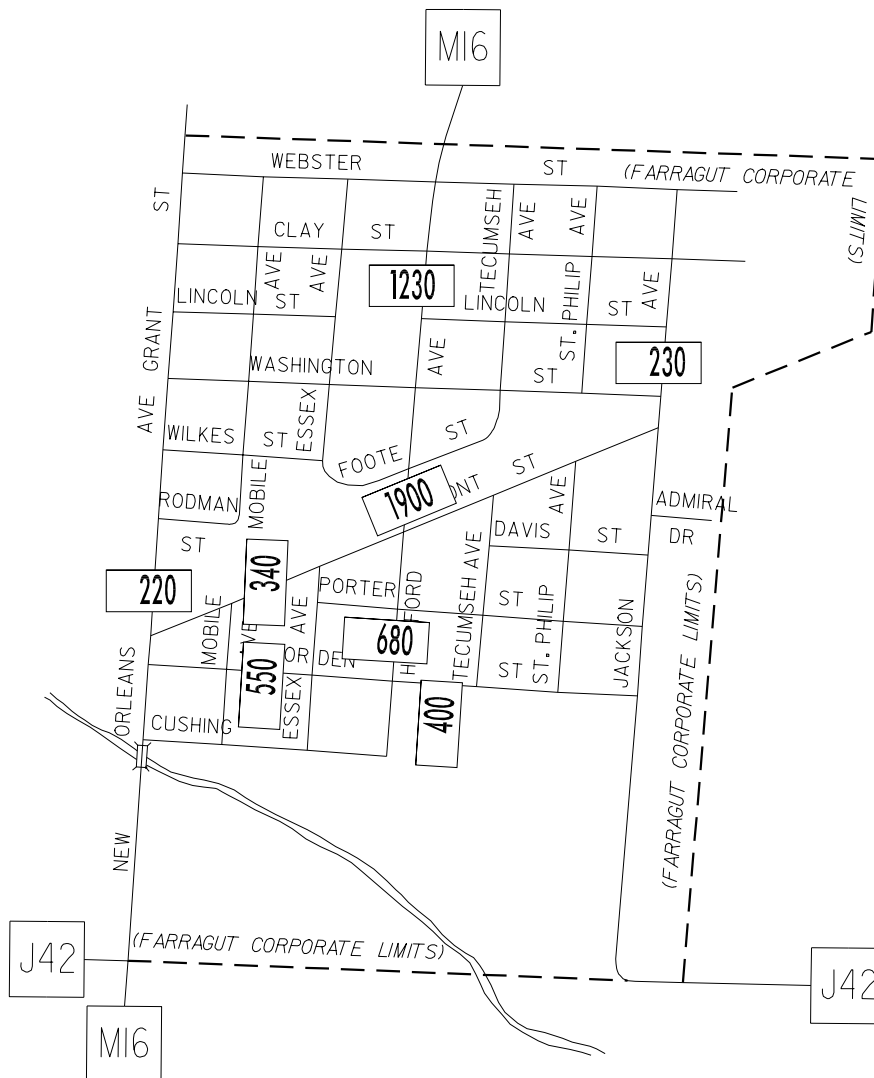 M16
WEBSTER ST (FARRAGUT CORPORATE
LIMITS)
ST
CLAY ST
TECUMSEH
AVE
AVE
AVE
AVE
1230
LINCOLN ST
LINCOLN ST
AVE
ST. PHILIP
GRANT
WASHINGTON ST
AVE
230
AVE
ESSEX
WILKES ST
FOOTE ST
MOBILE
1900
ST
AVE
RODMAN
ST
ADMIRAL
DR
DAVIS ST
TECUMSEH AVE
340
220
MOBILE
AVE
PORTER ST
ST. PHILIP
680
JACKSON
(FARRAGUT CORPORATE LIMITS)
550
ST
ORLEANS
ESSEX
400
CUSHING
NEW
(FARRAGUT CORPORATE LIMITS)
J42
J42
M16